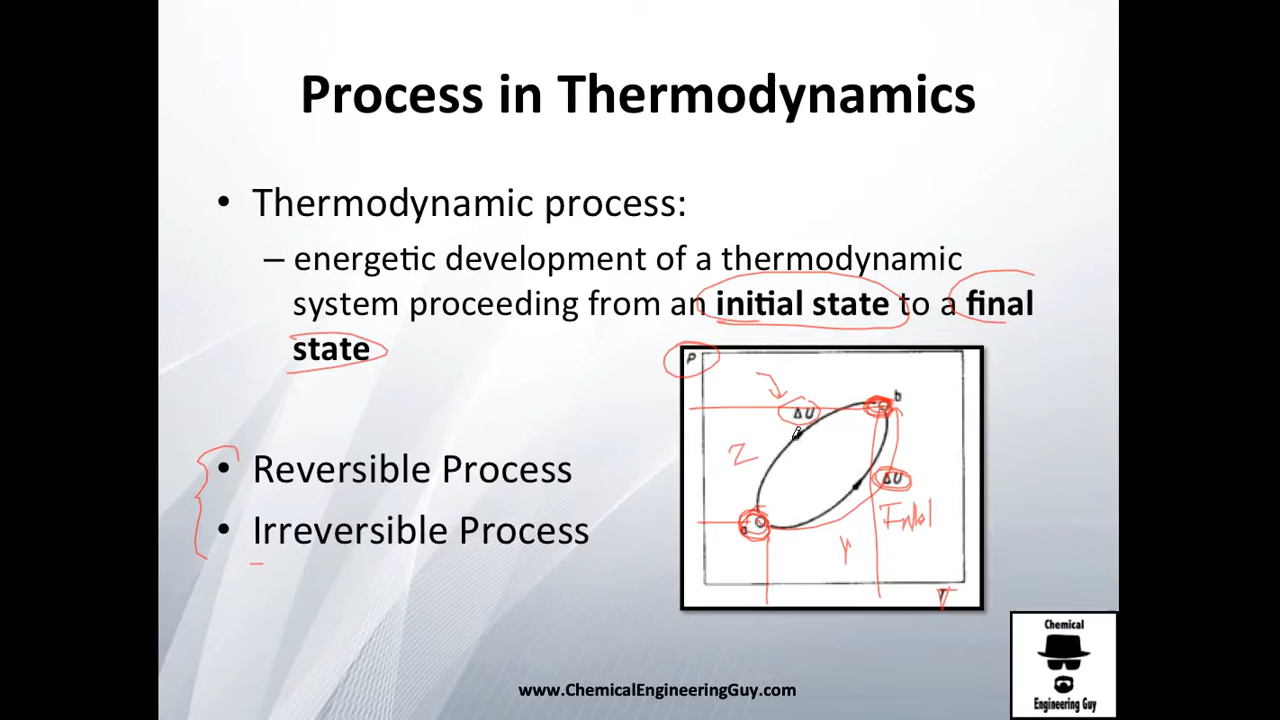 Process in Thermodynamics
• Thermodynamic process:
– energetic development of a thermodynamic
system proceeding from an initial state to a final
state
• Reversible Process
• Irreversible Process
P
b
ΔU
Z
ΔU
a
Y
V
Chemical
Engineering Guy
www.ChemicalEngineeringGuy.com